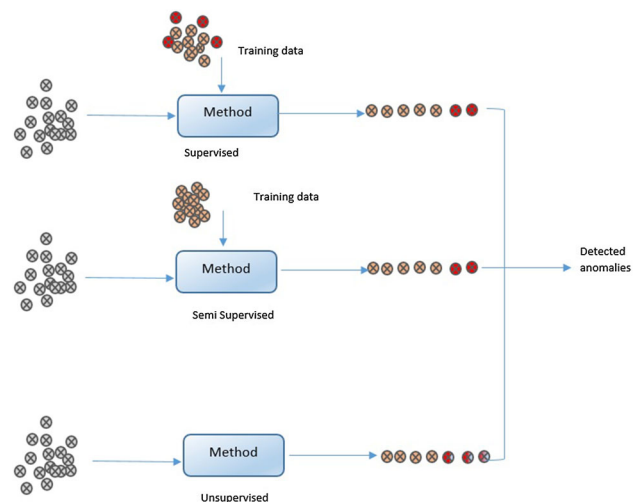 Training data
Method
Supervised
Training data
Method
Semi Supervised
Detected
anomalies
Method
Unsupervised